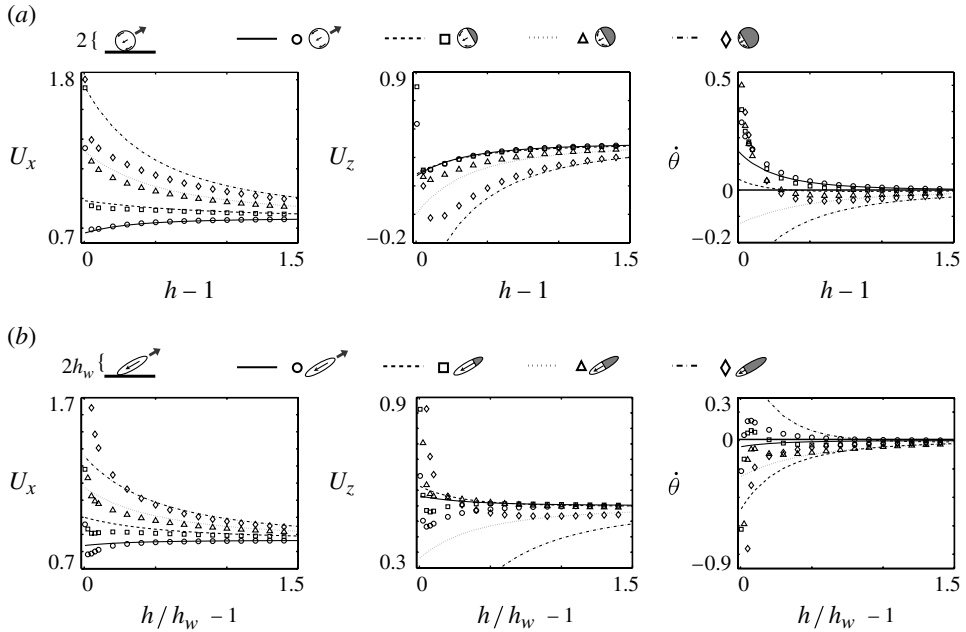 (a)
2{
1.8
U_x
0.7
0
1.5
h – 1
0.9
U_z
–0.2
0
1.5
h – 1
0.5
θ̇
0
–0.2
0
1.5
h – 1
(b)
2h_w{
1.7
U_x
0.7
0
1.5
h / h_w – 1
0.9
U_z
0.3
0
1.5
h / h_w – 1
0.3
0
θ̇
–0.9
0
1.5
h / h_w – 1